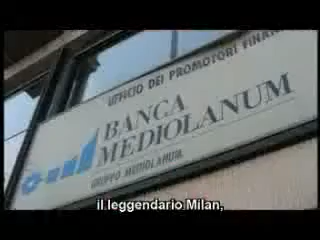 UFFICIO DEI PROMOTORI FINAN
BANCA
MEDIOLANUM
GRUPPO MEDIOLANUM
il leggendario Milan,